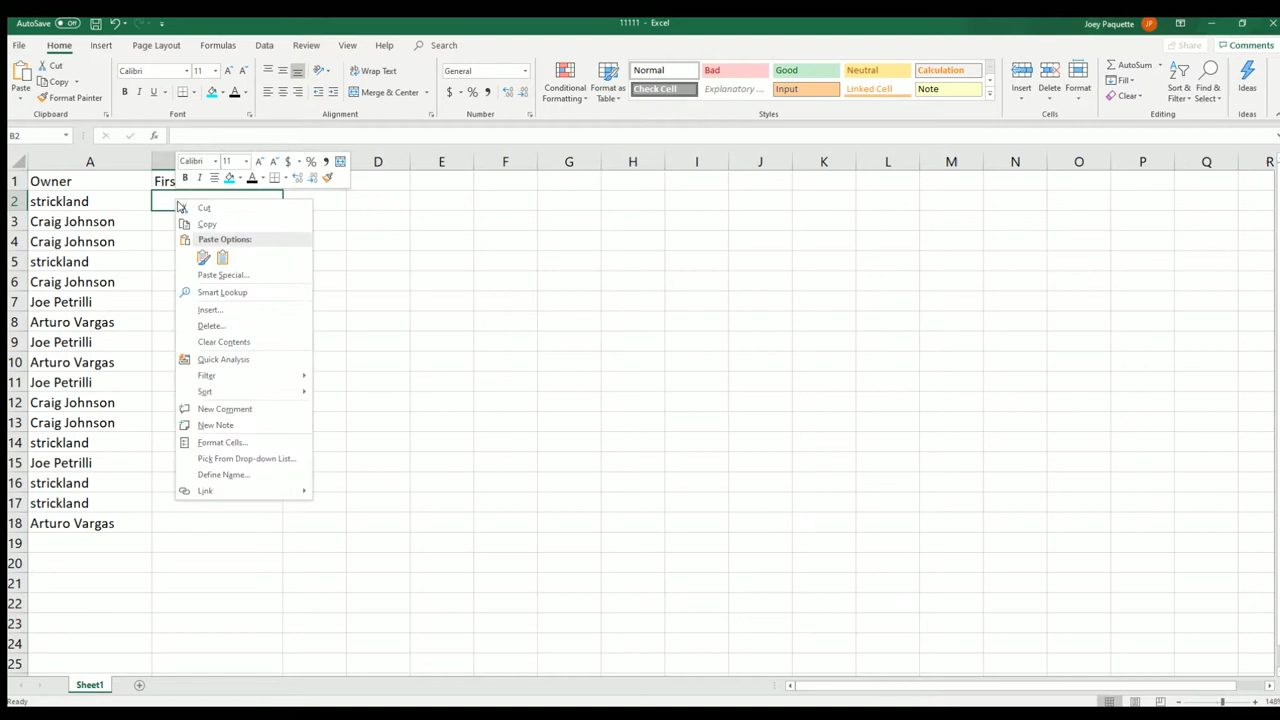 AutoSave Off
11111 - Excel
Joey Paquette JP
File Home Insert Page Layout Formulas Data Review View Help Search
Share Comments
Paste
Cut
Copy
Format Painter
Clipboard
Calibri 11
B I U
Font
Wrap Text
Merge & Center
Alignment
General
$ % ,
Number
Conditional Formatting
Format as Table
Normal Bad Good Neutral Calculation
Check Cell Explanatory ... Input Linked Cell Note
Styles
Insert Delete Format
Cells
AutoSum
Fill
Clear
Sort & Filter
Find & Select
Editing
Ideas
Ideas
B2
fx
Calibri 11
$ % ,
B I
A D E F G H I J K L M N O P Q R
1 Owner Firs
2 strickland
3 Craig Johnson
4 Craig Johnson
5 strickland
6 Craig Johnson
7 Joe Petrilli
8 Arturo Vargas
9 Joe Petrilli
10 Arturo Vargas
11 Joe Petrilli
12 Craig Johnson
13 Craig Johnson
14 strickland
15 Joe Petrilli
16 strickland
17 strickland
18 Arturo Vargas
19
20
21
22
23
24
25
Cut
Copy
Paste Options:
Paste Special...
Smart Lookup
Insert...
Delete...
Clear Contents
Quick Analysis
Filter
Sort
New Comment
New Note
Format Cells...
Pick From Drop-down List...
Define Name...
Link
Sheet1
Ready
148%